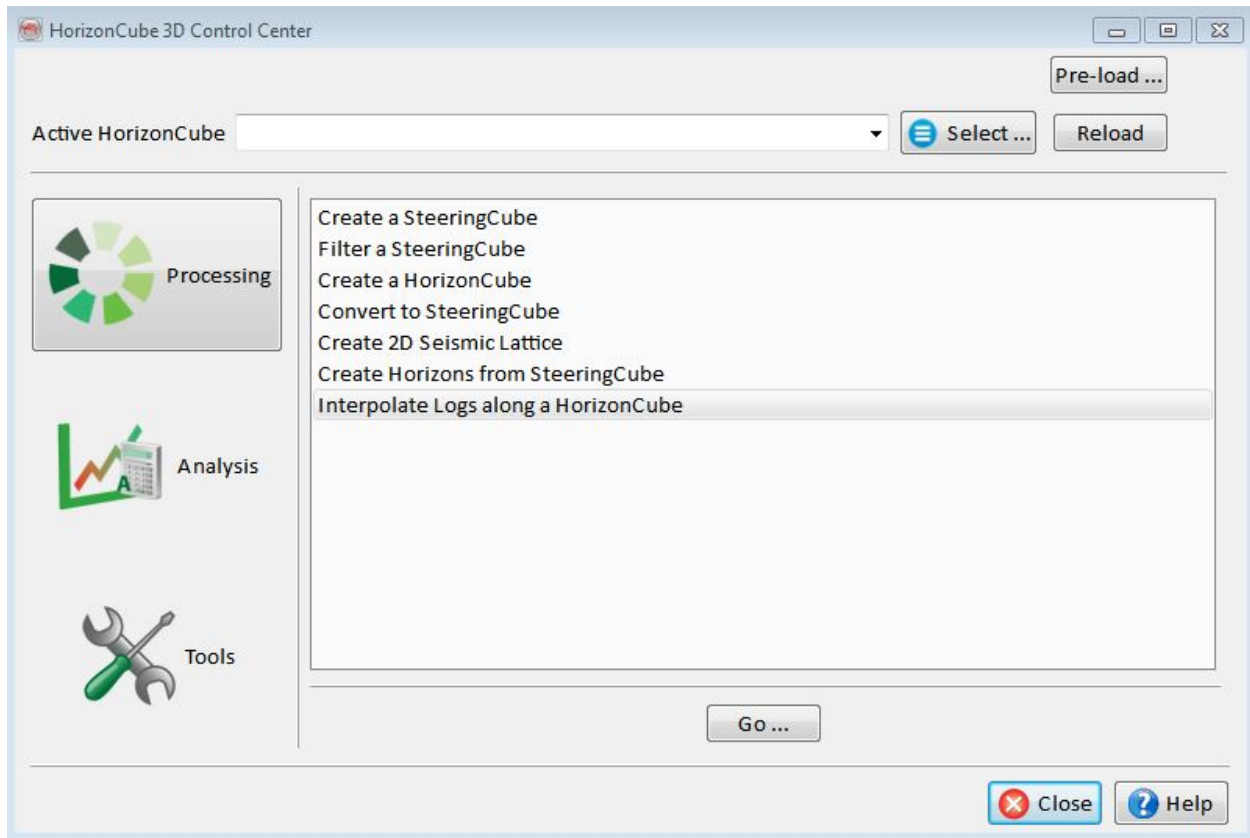 HorizonCube 3D Control Center
Pre-load ...
Active HorizonCube
Select ...
Reload
Processing
Analysis
A
Tools
Create a SteeringCube
Filter a SteeringCube
Create a HorizonCube
Convert to SteeringCube
Create 2D Seismic Lattice
Create Horizons from SteeringCube
Interpolate Logs along a HorizonCube
Go ...
Close
? Help